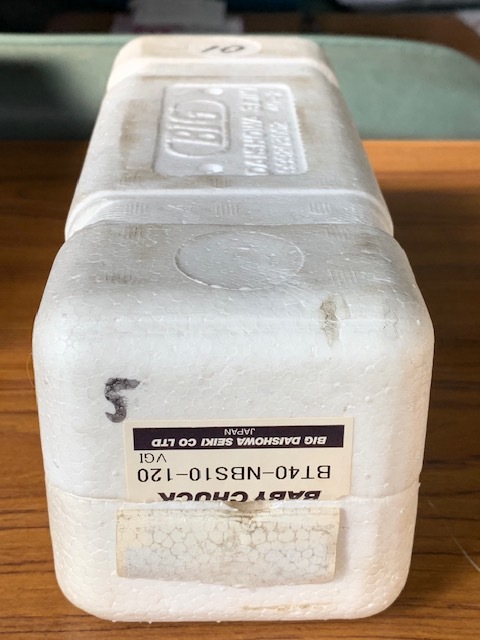 10
BIG
DAISHOWA SEIKI
5
BABY CHUCK
BT40-NBS10-120
VGI
BIG DAISHOWA SEIKI CO LTD
JAPAN